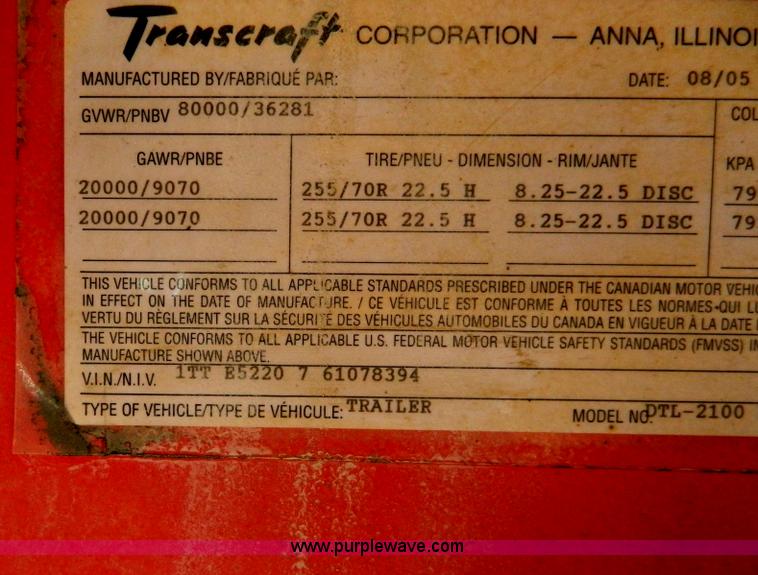 Transcraft CORPORATION — ANNA, ILLINOI
MANUFACTURED BY/FABRIQUÉ PAR: DATE: 08/05
GVWR/PNBV 80000/36281 COL
GAWR/PNBE TIRE/PNEU - DIMENSION - RIM/JANTE KPA
20000/9070 255/70R 22.5 H 8.25-22.5 DISC 79
20000/9070 255/70R 22.5 H 8.25-22.5 DISC 79
THIS VEHICLE CONFORMS TO ALL APPLICABLE STANDARDS PRESCRIBED UNDER THE CANADIAN MOTOR VEHIC
IN EFFECT ON THE DATE OF MANUFACTURE. / CE VÉHICULE EST CONFORME À TOUTES LES NORMES QUI LU
VERTU DU RÈGLEMENT SUR LA SÉCURITÉ DES VÉHICULES AUTOMOBILES DU CANADA EN VIGUEUR À LA DATE
THE VEHICLE CONFORMS TO ALL APPLICABLE U.S. FEDERAL MOTOR VEHICLE SAFETY STANDARDS (FMVSS) IN
MANUFACTURE SHOWN ABOVE.
V.I.N./N.I.V. 1TT E5220 7 61078394
TYPE OF VEHICLE/TYPE DE VÉHICULE: TRAILER MODEL NO. DTL-2100
www.purplewave.com